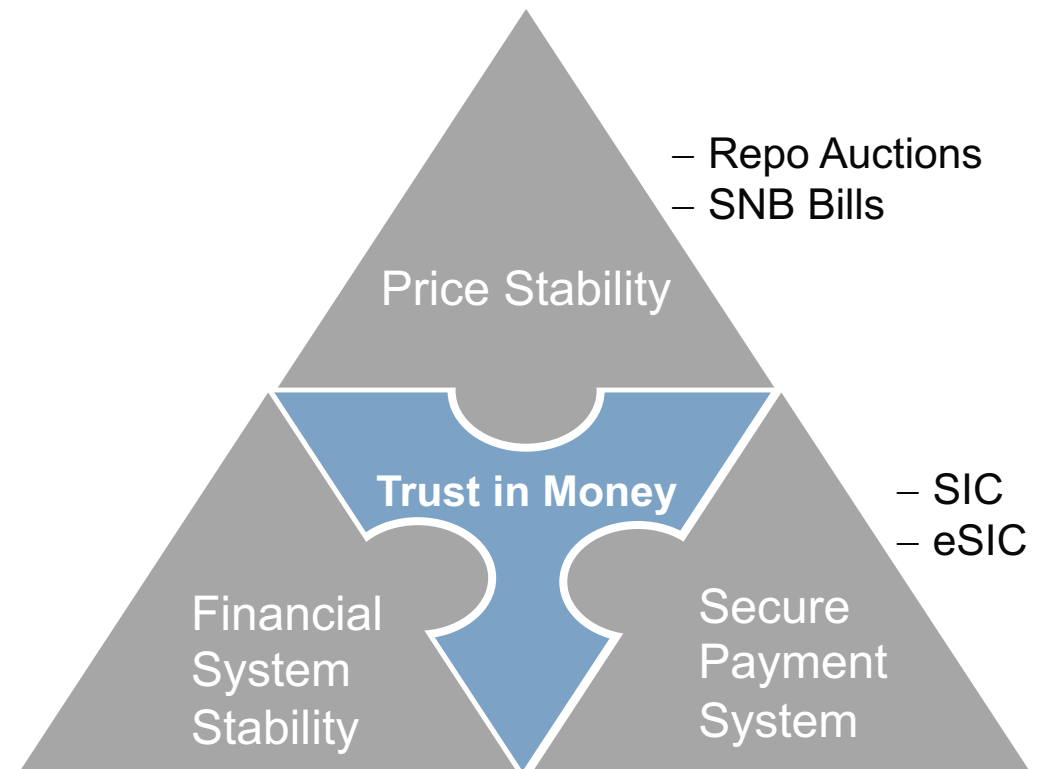 – Repo Auctions
– SNB Bills
Price Stability
Trust in Money
– SIC
– eSIC
Financial
System
Stability
Secure
Payment
System